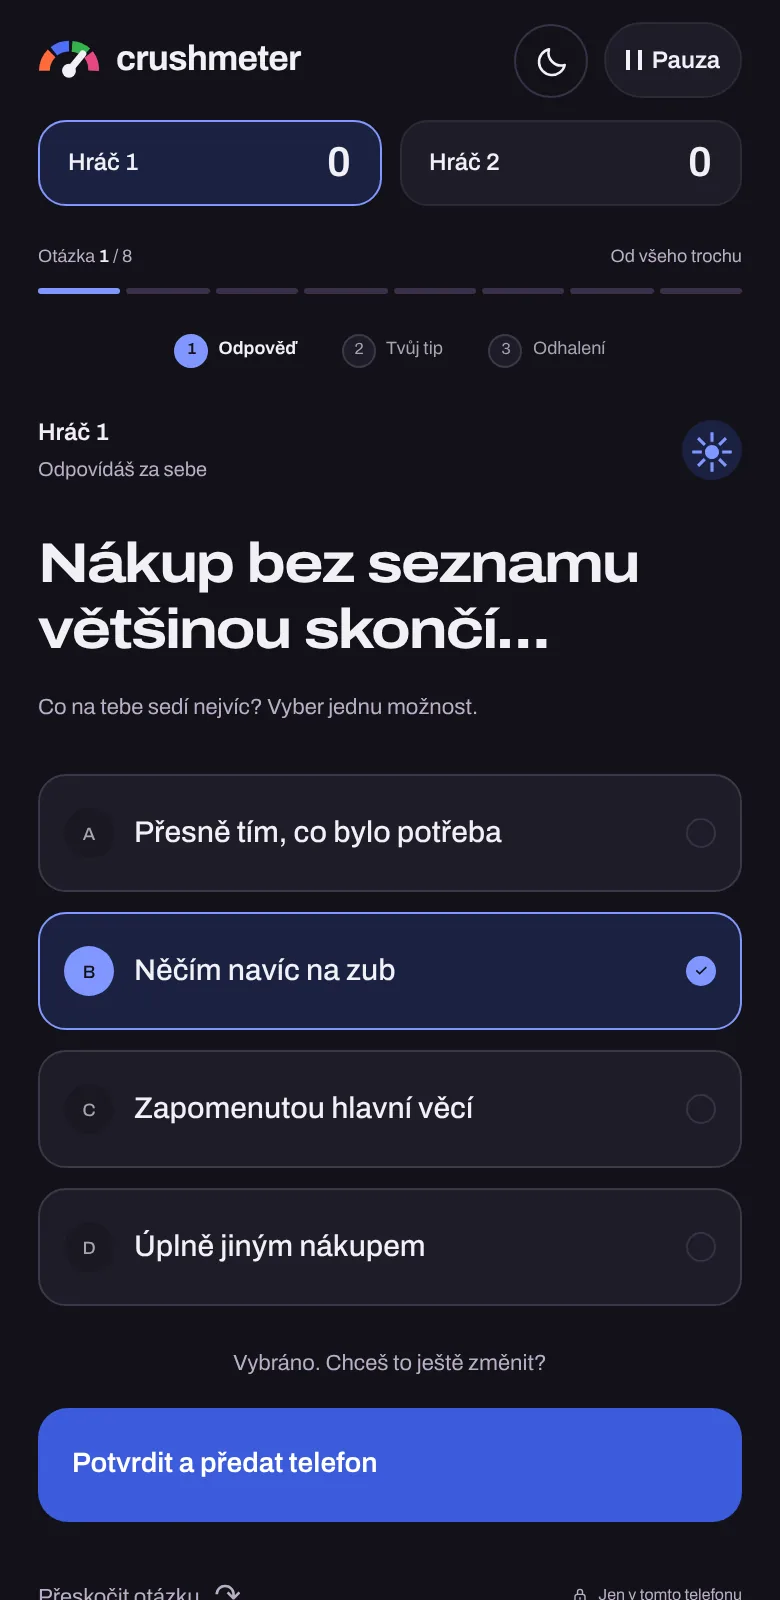 crushmeter
Pauza
Hráč 1 0
Hráč 2 0
Otázka 1 / 8
Od všeho trochu
1 Odpověď
2 Tvůj tip
3 Odhalení
Hráč 1
Odpovídáš za sebe
Nákup bez seznamu
většinou skončí...
Co na tebe sedí nejvíc? Vyber jednu možnost.
A Přesně tím, co bylo potřeba
B Něčím navíc na zub
C Zapomenutou hlavní věcí
D Úplně jiným nákupem
Vybráno. Chceš to ještě změnit?
Potvrdit a předat telefon
Přeskočit otázku
Jen v tomto telefonu